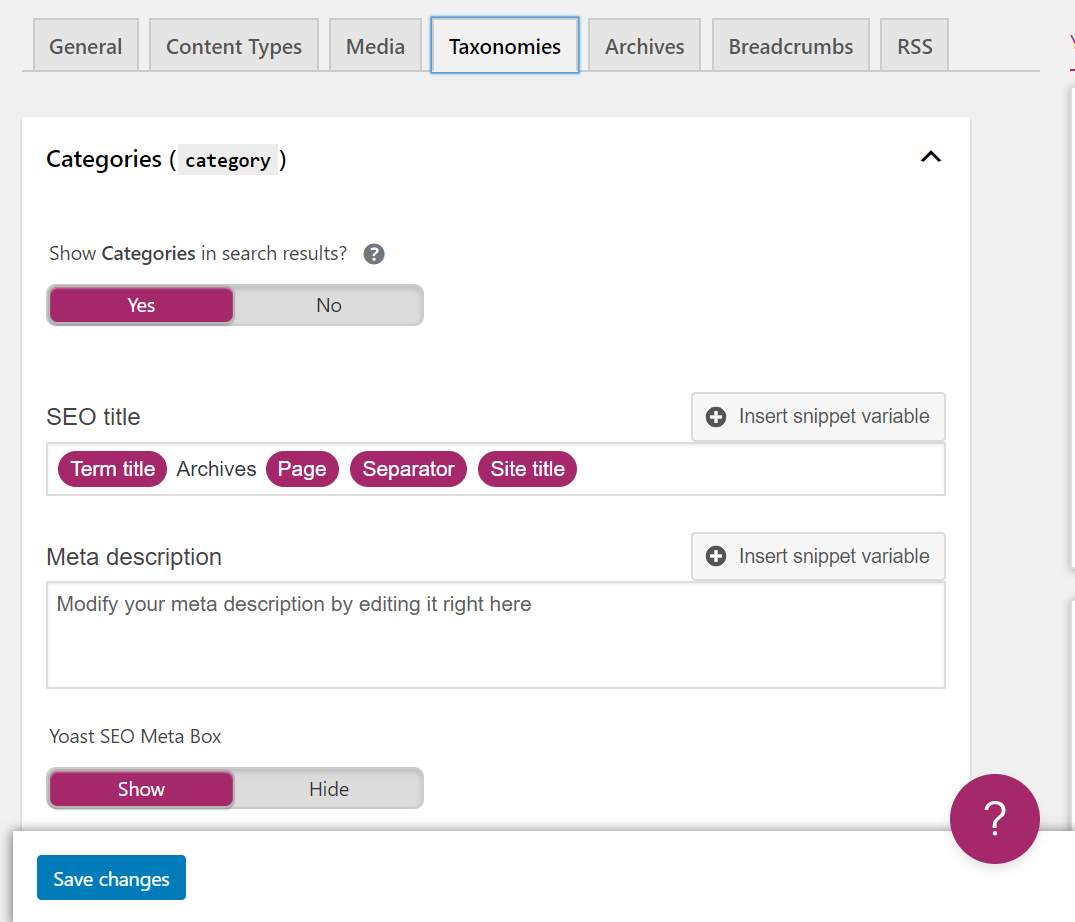 General Content Types Media Taxonomies Archives Breadcrumbs RSS
Categories ( category )
Show Categories in search results? ?
Yes No
SEO title Insert snippet variable
Term title Archives Page Separator Site title
Meta description Insert snippet variable
Modify your meta description by editing it right here
Yoast SEO Meta Box
Show Hide
?
Save changes